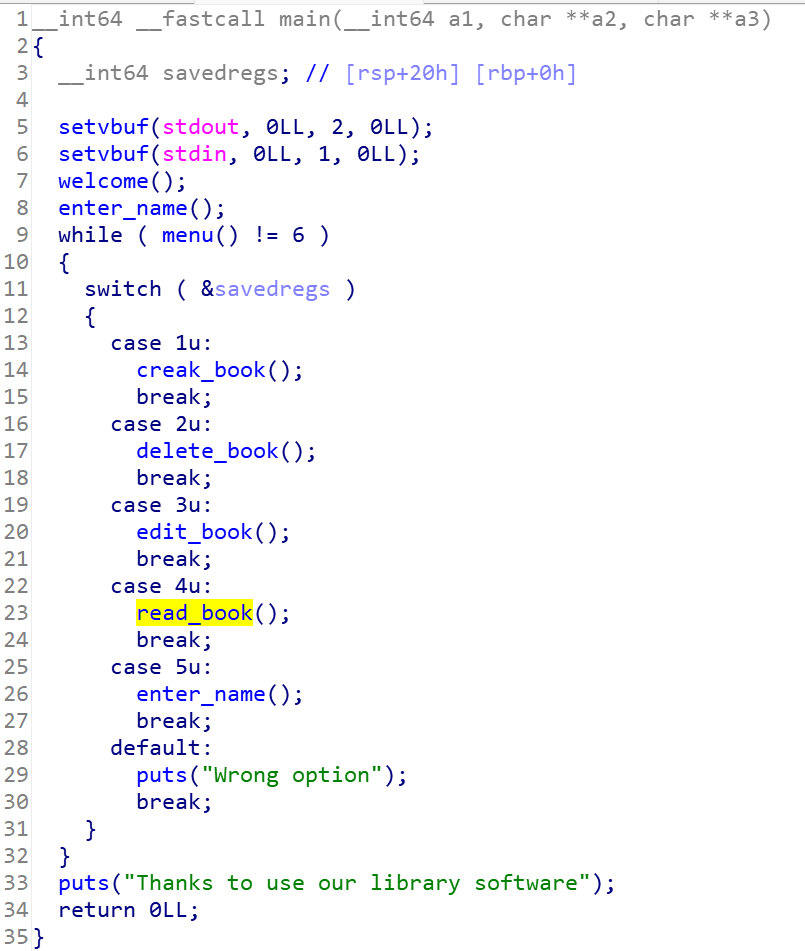 1 __int64 __fastcall main(__int64 a1, char **a2, char **a3)
2 {
3   __int64 savedregs; // [rsp+20h] [rbp+0h]
4
5   setvbuf(stdout, 0LL, 2, 0LL);
6   setvbuf(stdin, 0LL, 1, 0LL);
7   welcome();
8   enter_name();
9   while ( menu() != 6 )
10   {
11     switch ( &savedregs )
12     {
13       case 1u:
14         creak_book();
15         break;
16       case 2u:
17         delete_book();
18         break;
19       case 3u:
20         edit_book();
21         break;
22       case 4u:
23         read_book();
24         break;
25       case 5u:
26         enter_name();
27         break;
28       default:
29         puts("Wrong option");
30         break;
31     }
32   }
33   puts("Thanks to use our library software");
34   return 0LL;
35 }